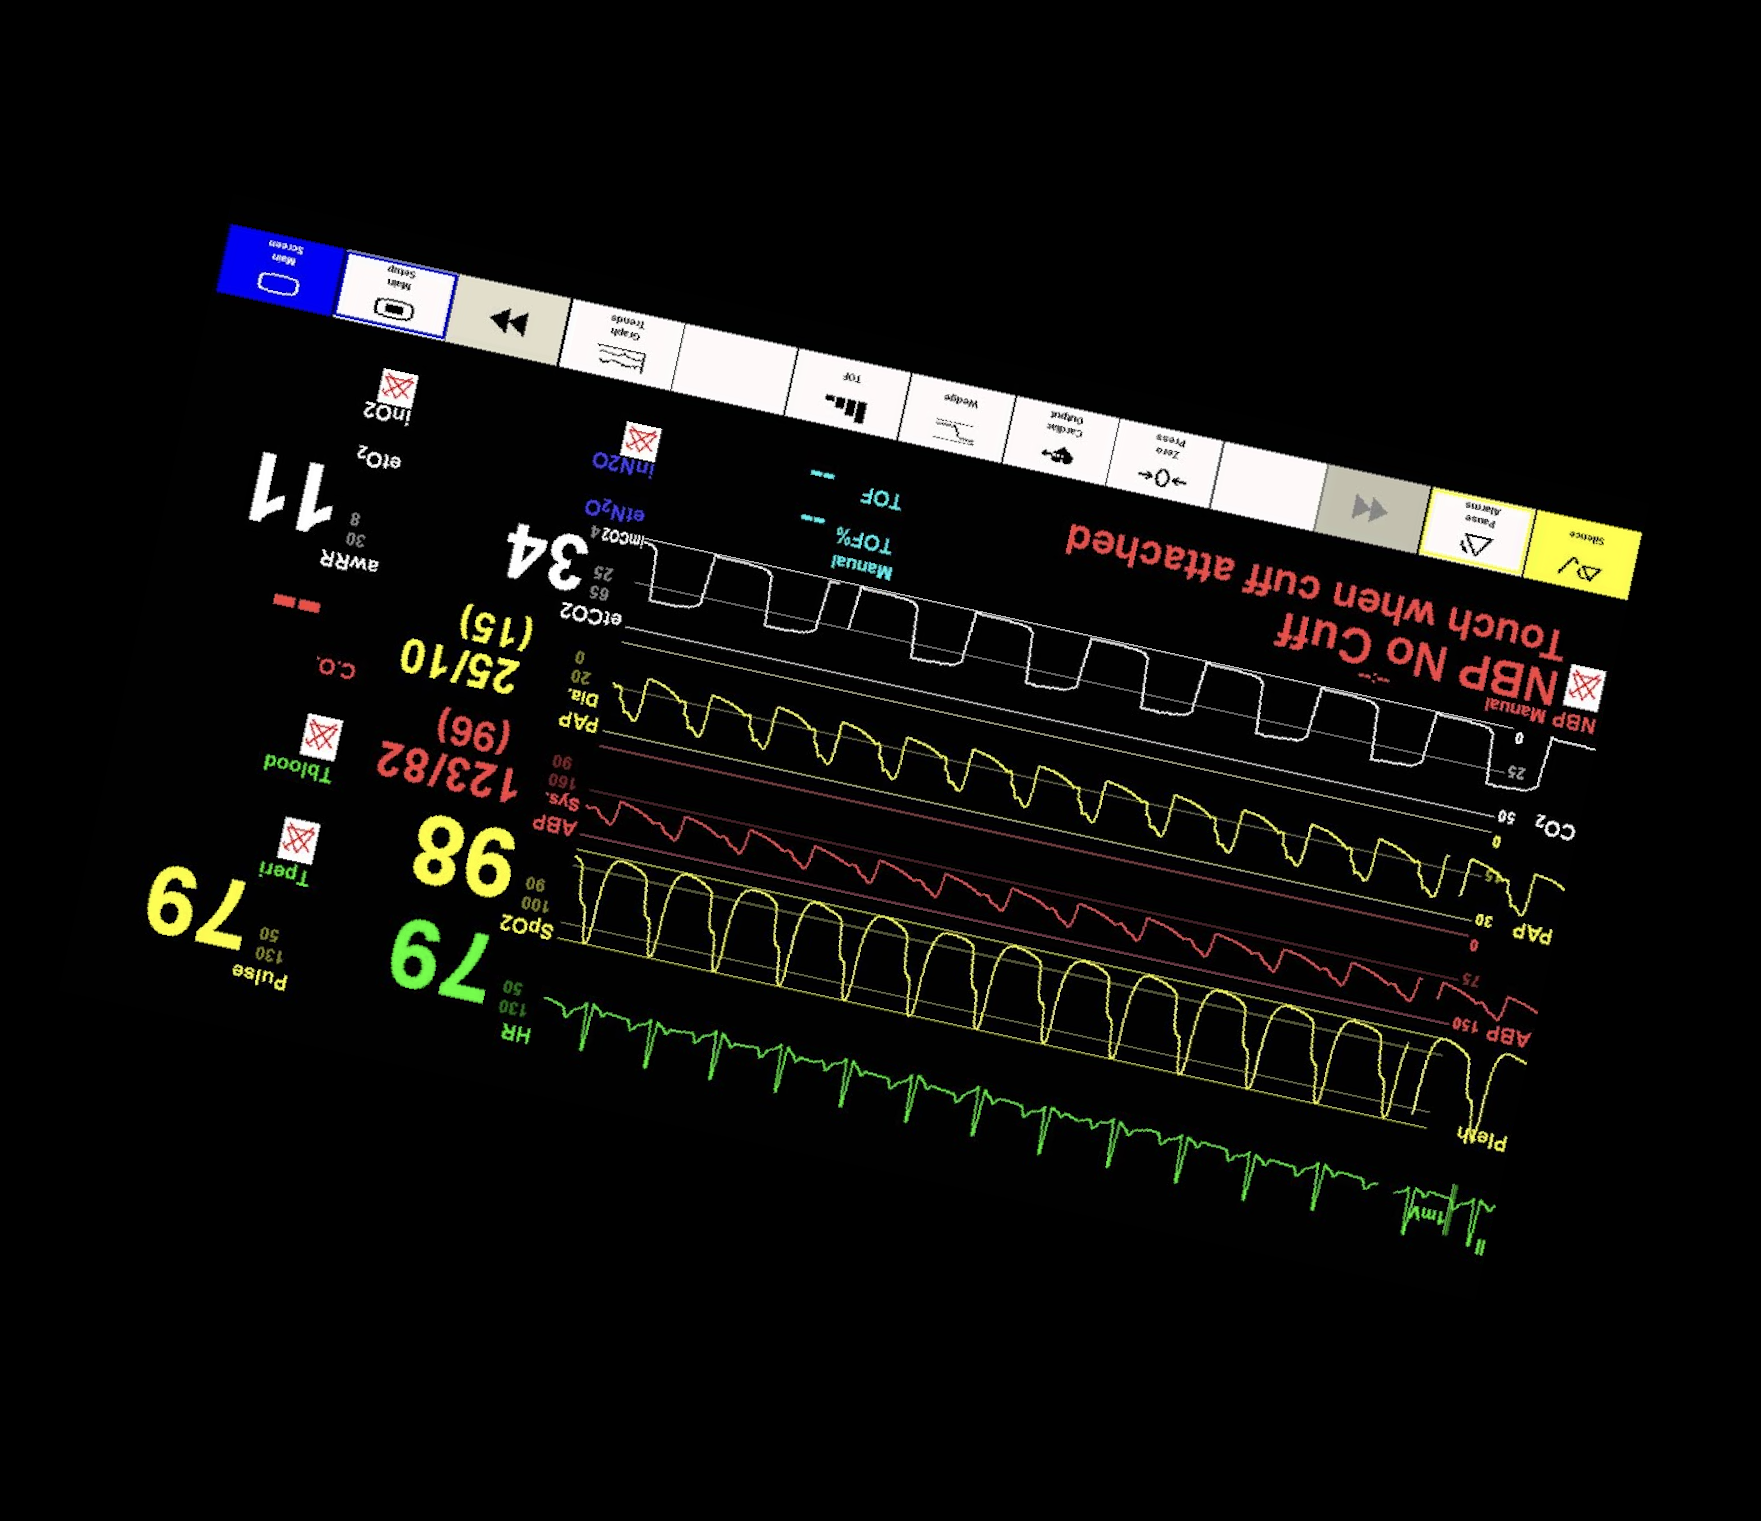 II
1mV
HR
130
50
79
Pulse
130
50
79
Pleth
SpO2
100
90
98
Tperi
ABP
150
75
0
ABP
Sys.
160
90
123/82
(96)
Tblood
PAP
30
15
0
PAP
Dia.
20
0
25/10
(15)
C.O.
--
CO2
50
25
0
etCO2
65
25
34
imCO2 4
awRR
30
8
11
NBP Manual
-:--
NBP No Cuff
Touch when cuff attached
Manual
TOF%
--
TOF
--
etN2O
inN2O
etO2
inO2
Silence
Pause
Alarms
Zero
Press
Cardiac
Output
Wedge
TOF
Graph
Trends
Main
Setup
Main
Screen